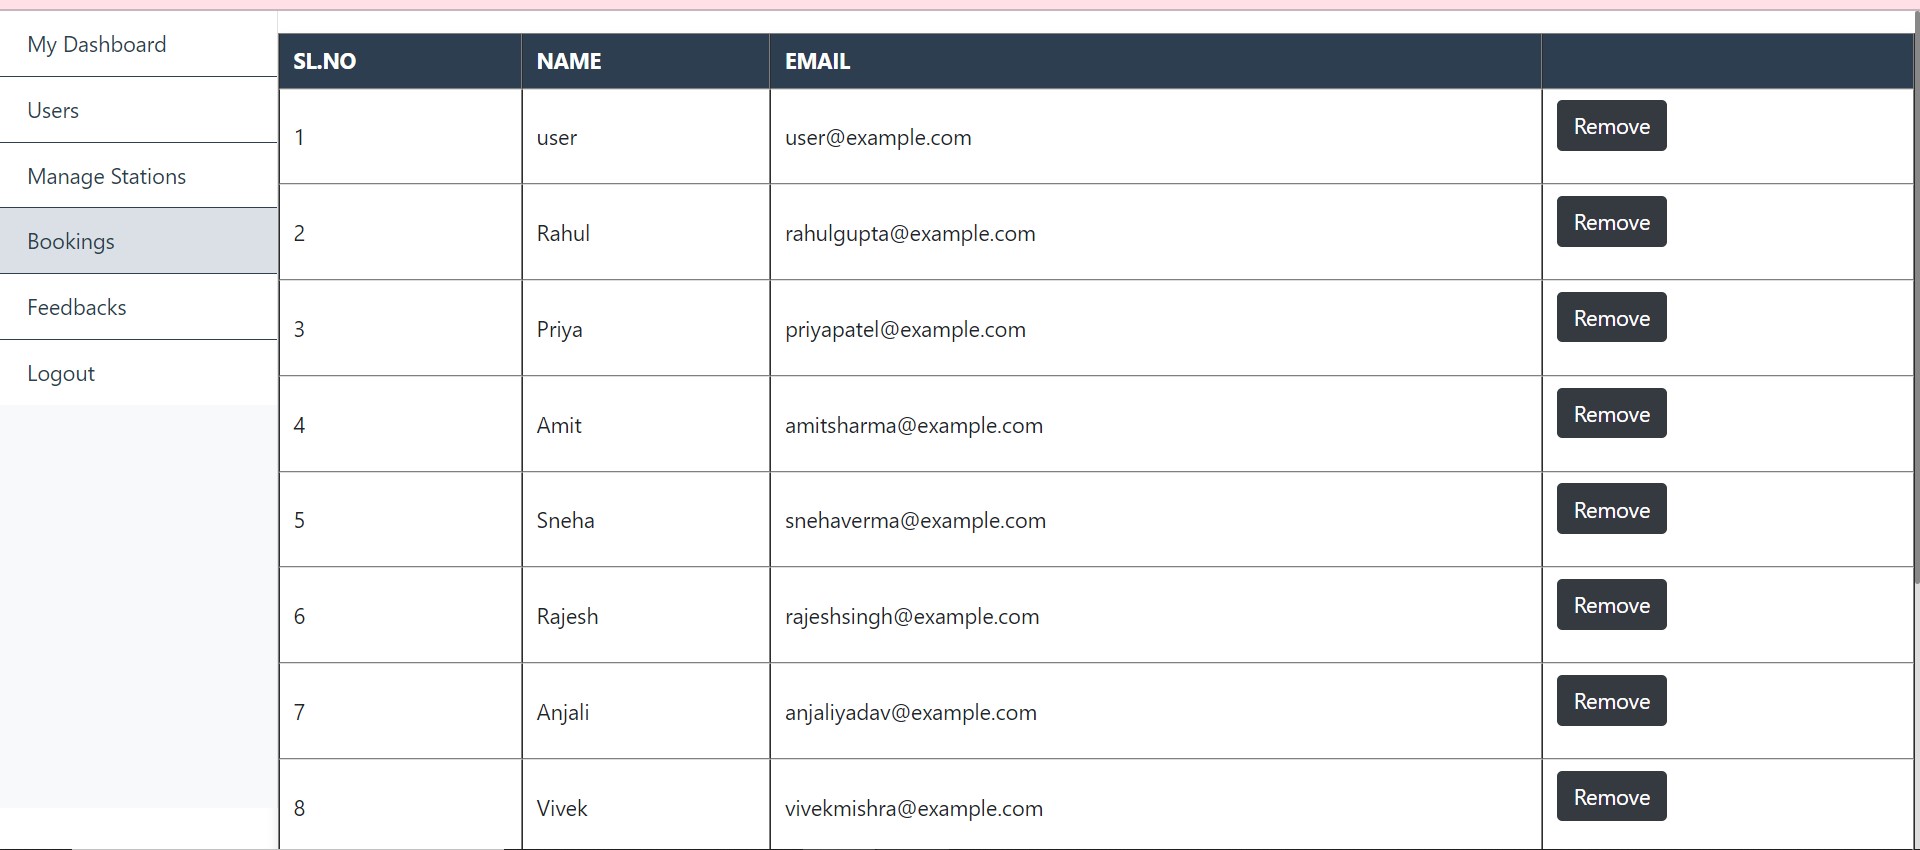 My Dashboard
Users
Manage Stations
Bookings
Feedbacks
Logout
SL.NO NAME EMAIL
1 user user@example.com Remove
2 Rahul rahulgupta@example.com Remove
3 Priya priyapatel@example.com Remove
4 Amit amitsharma@example.com Remove
5 Sneha snehaverma@example.com Remove
6 Rajesh rajeshsingh@example.com Remove
7 Anjali anjaliyadav@example.com Remove
8 Vivek vivekmishra@example.com Remove